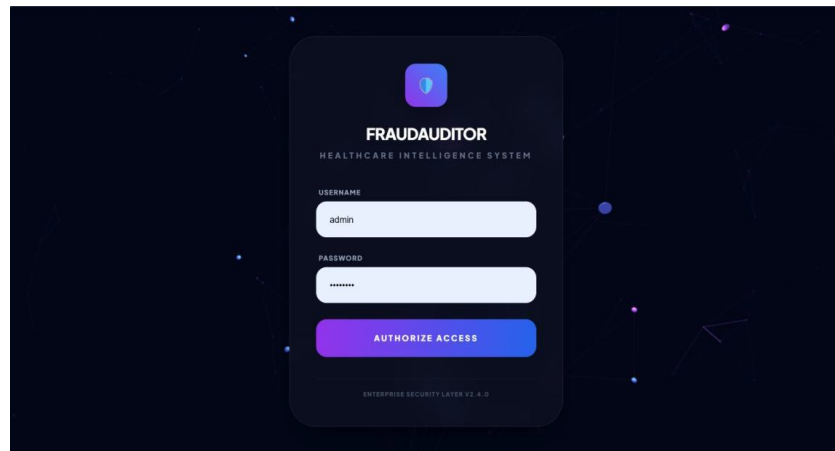 FRAUDAUDITOR
HEALTHCARE INTELLIGENCE SYSTEM
USERNAME
admin
PASSWORD
••••••••
AUTHORIZE ACCESS
ENTERPRISE SECURITY LAYER V2.4.0